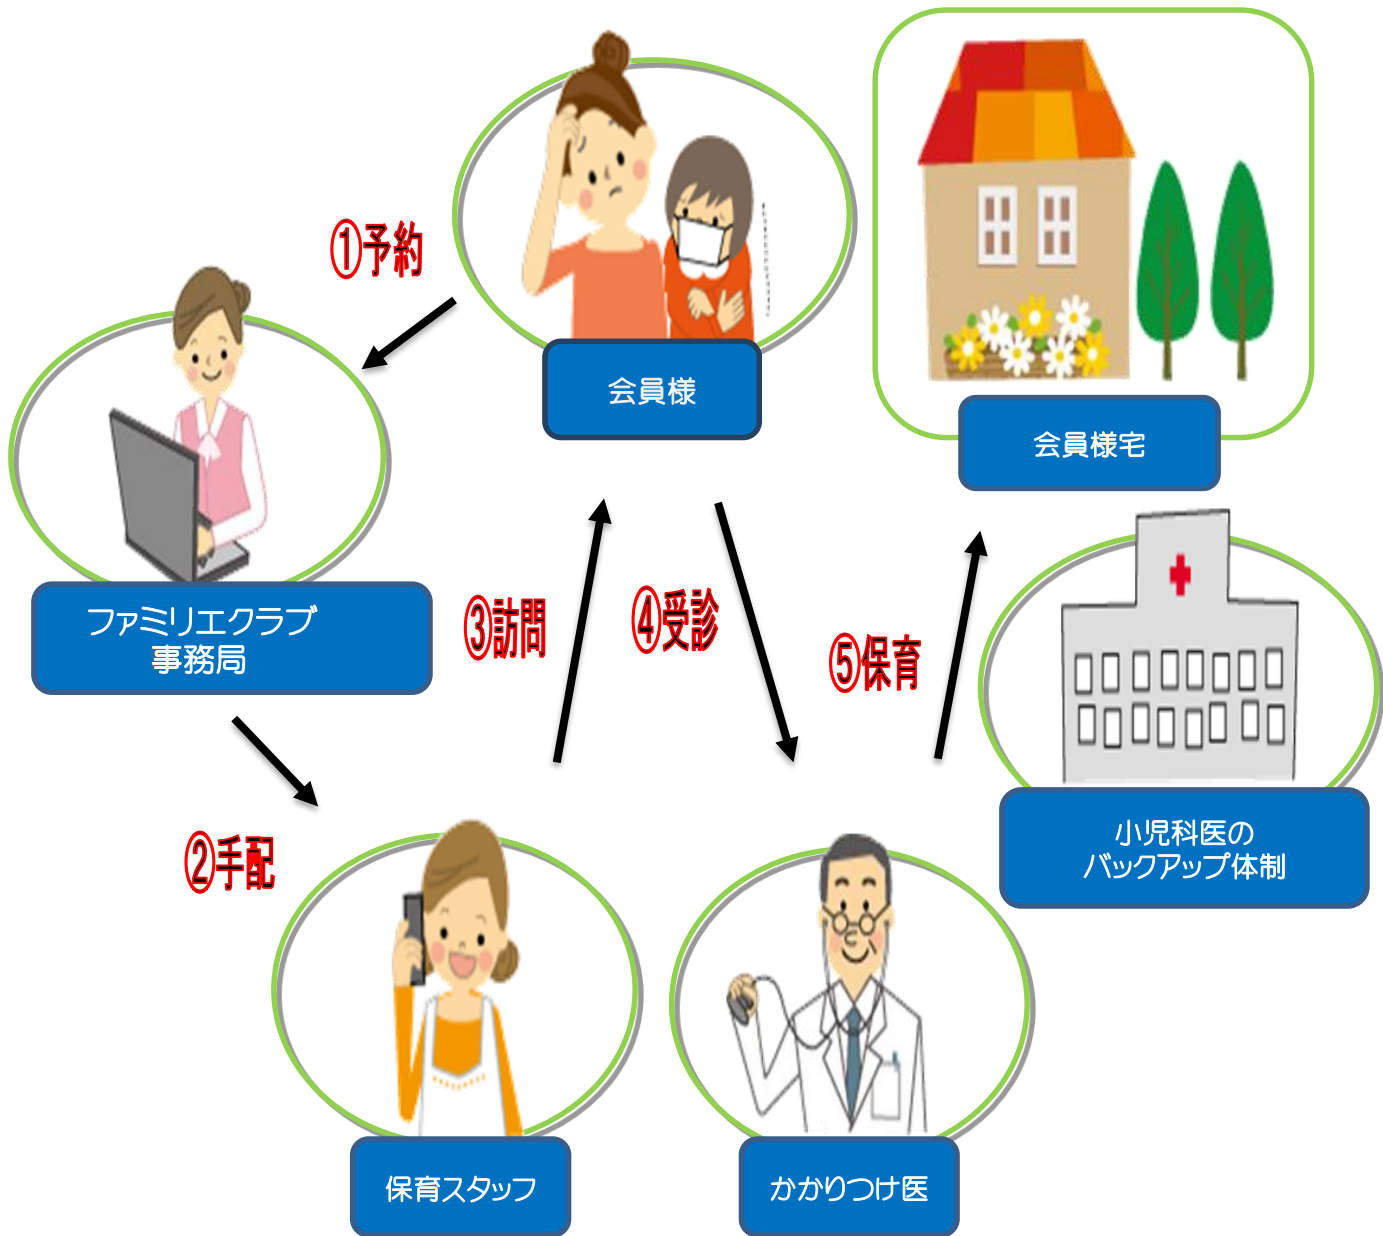 ①予約
会員様
会員様宅
ファミリエクラブ
事務局
③訪問
④受診
⑤保育
②手配
小児科医の
バックアップ体制
保育スタッフ
かかりつけ医